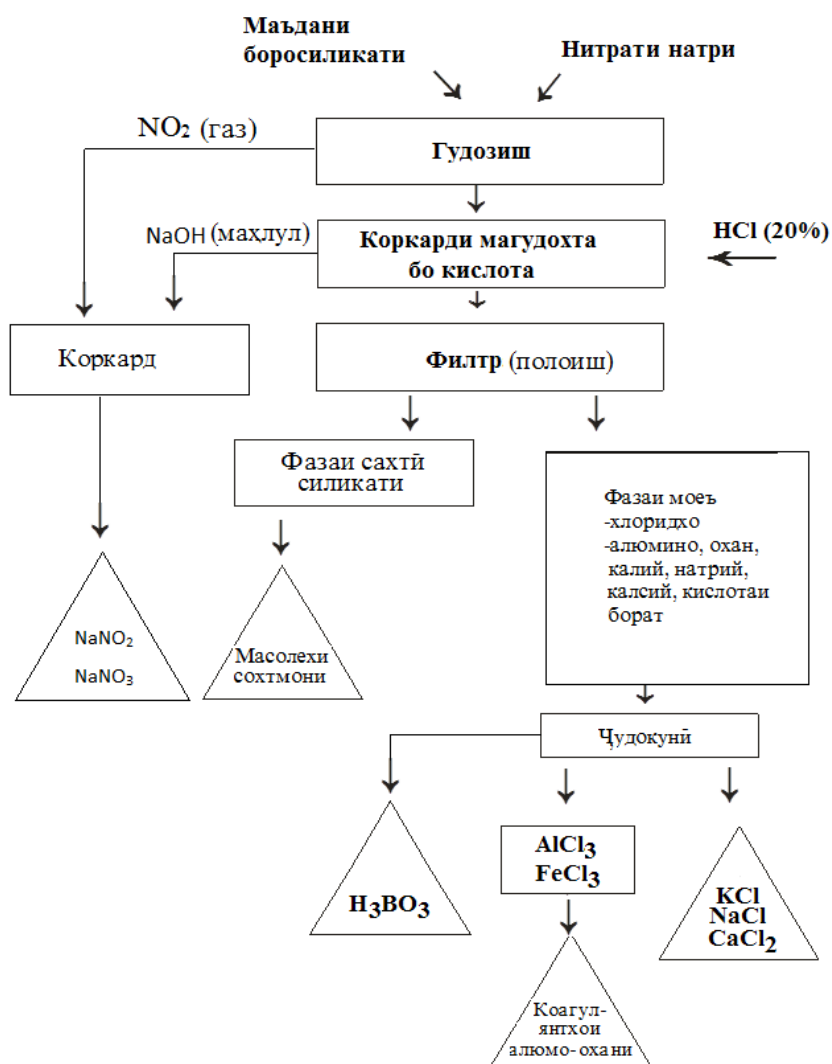 Маъдани
боросиликати
Нитрати натри
NO₂ (газ)
Гудозиш
NaOH (маҳлул)
Коркарди магудохта
бо кислота
HCl (20%)
Коркард
Филтр (полоиш)
Фазаи сахтӣ
силикати
Фазаи моеъ
-хлоридхо
-алюмино, охан,
калий, натрий,
калсий, кислотаи
борат
NaNO₂
NaNO₃
Масолехи
сохтмони
Ҷудокунӣ
H₃BO₃
AlCl₃
FeCl₃
KCl
NaCl
CaCl₂
Коагул-
янтхои
алюмо-охани